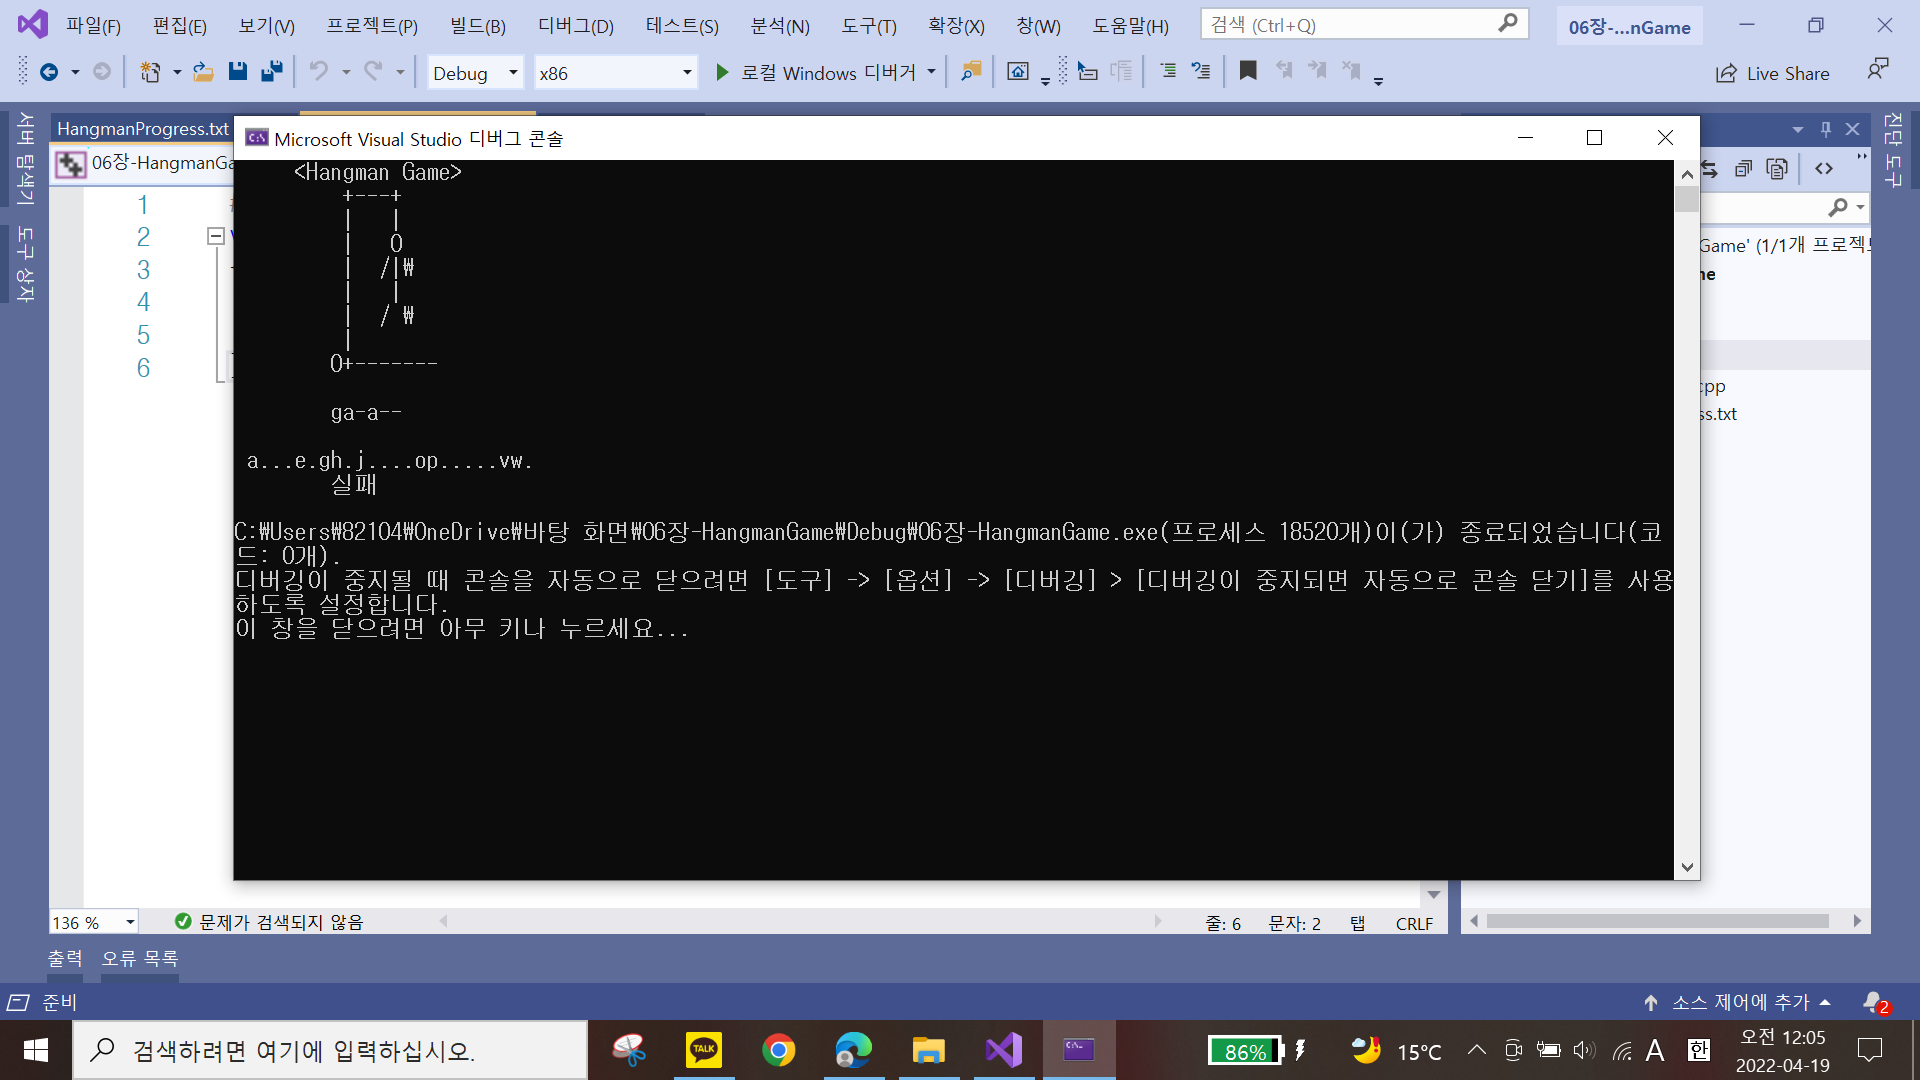 파일(F) 편집(E) 보기(V) 프로젝트(P) 빌드(B) 디버그(D) 테스트(S) 분석(N) 도구(T) 확장(X) 창(W) 도움말(H) 검색 (Ctrl+Q) 06장-...nGame
Debug x86 로컬 Windows 디버거 Live Share
서버 탐색기
도구 상자
진단 도구
HangmanProgress.txt
06장-HangmanGa
Microsoft Visual Studio 디버그 콘솔
1
2
3
4
5
6
<Hangman Game>
+---+
|   |
|   O
|  /|₩
|   |
|  / ₩
|
O+-------
ga-a--
a...e.gh.j....op.....vw.
실패
C:₩Users₩82104₩OneDrive₩바탕 화면₩06장-HangmanGame₩Debug₩06장-HangmanGame.exe(프로세스 18520개)이(가) 종료되었습니다(코
드: 0개).
디버깅이 중지될 때 콘솔을 자동으로 닫으려면 [도구] -> [옵션] -> [디버깅] > [디버깅이 중지되면 자동으로 콘솔 닫기]를 사용
하도록 설정합니다.
이 창을 닫으려면 아무 키나 누르세요...
Game' (1/1개 프로젝트
me
cpp
ss.txt
136 % 문제가 검색되지 않음 줄: 6 문자: 2 탭 CRLF
출력 오류 목록
준비 소스 제어에 추가 2
검색하려면 여기에 입력하십시오. TALK 86% 15°C A 한
오전 12:05
2022-04-19